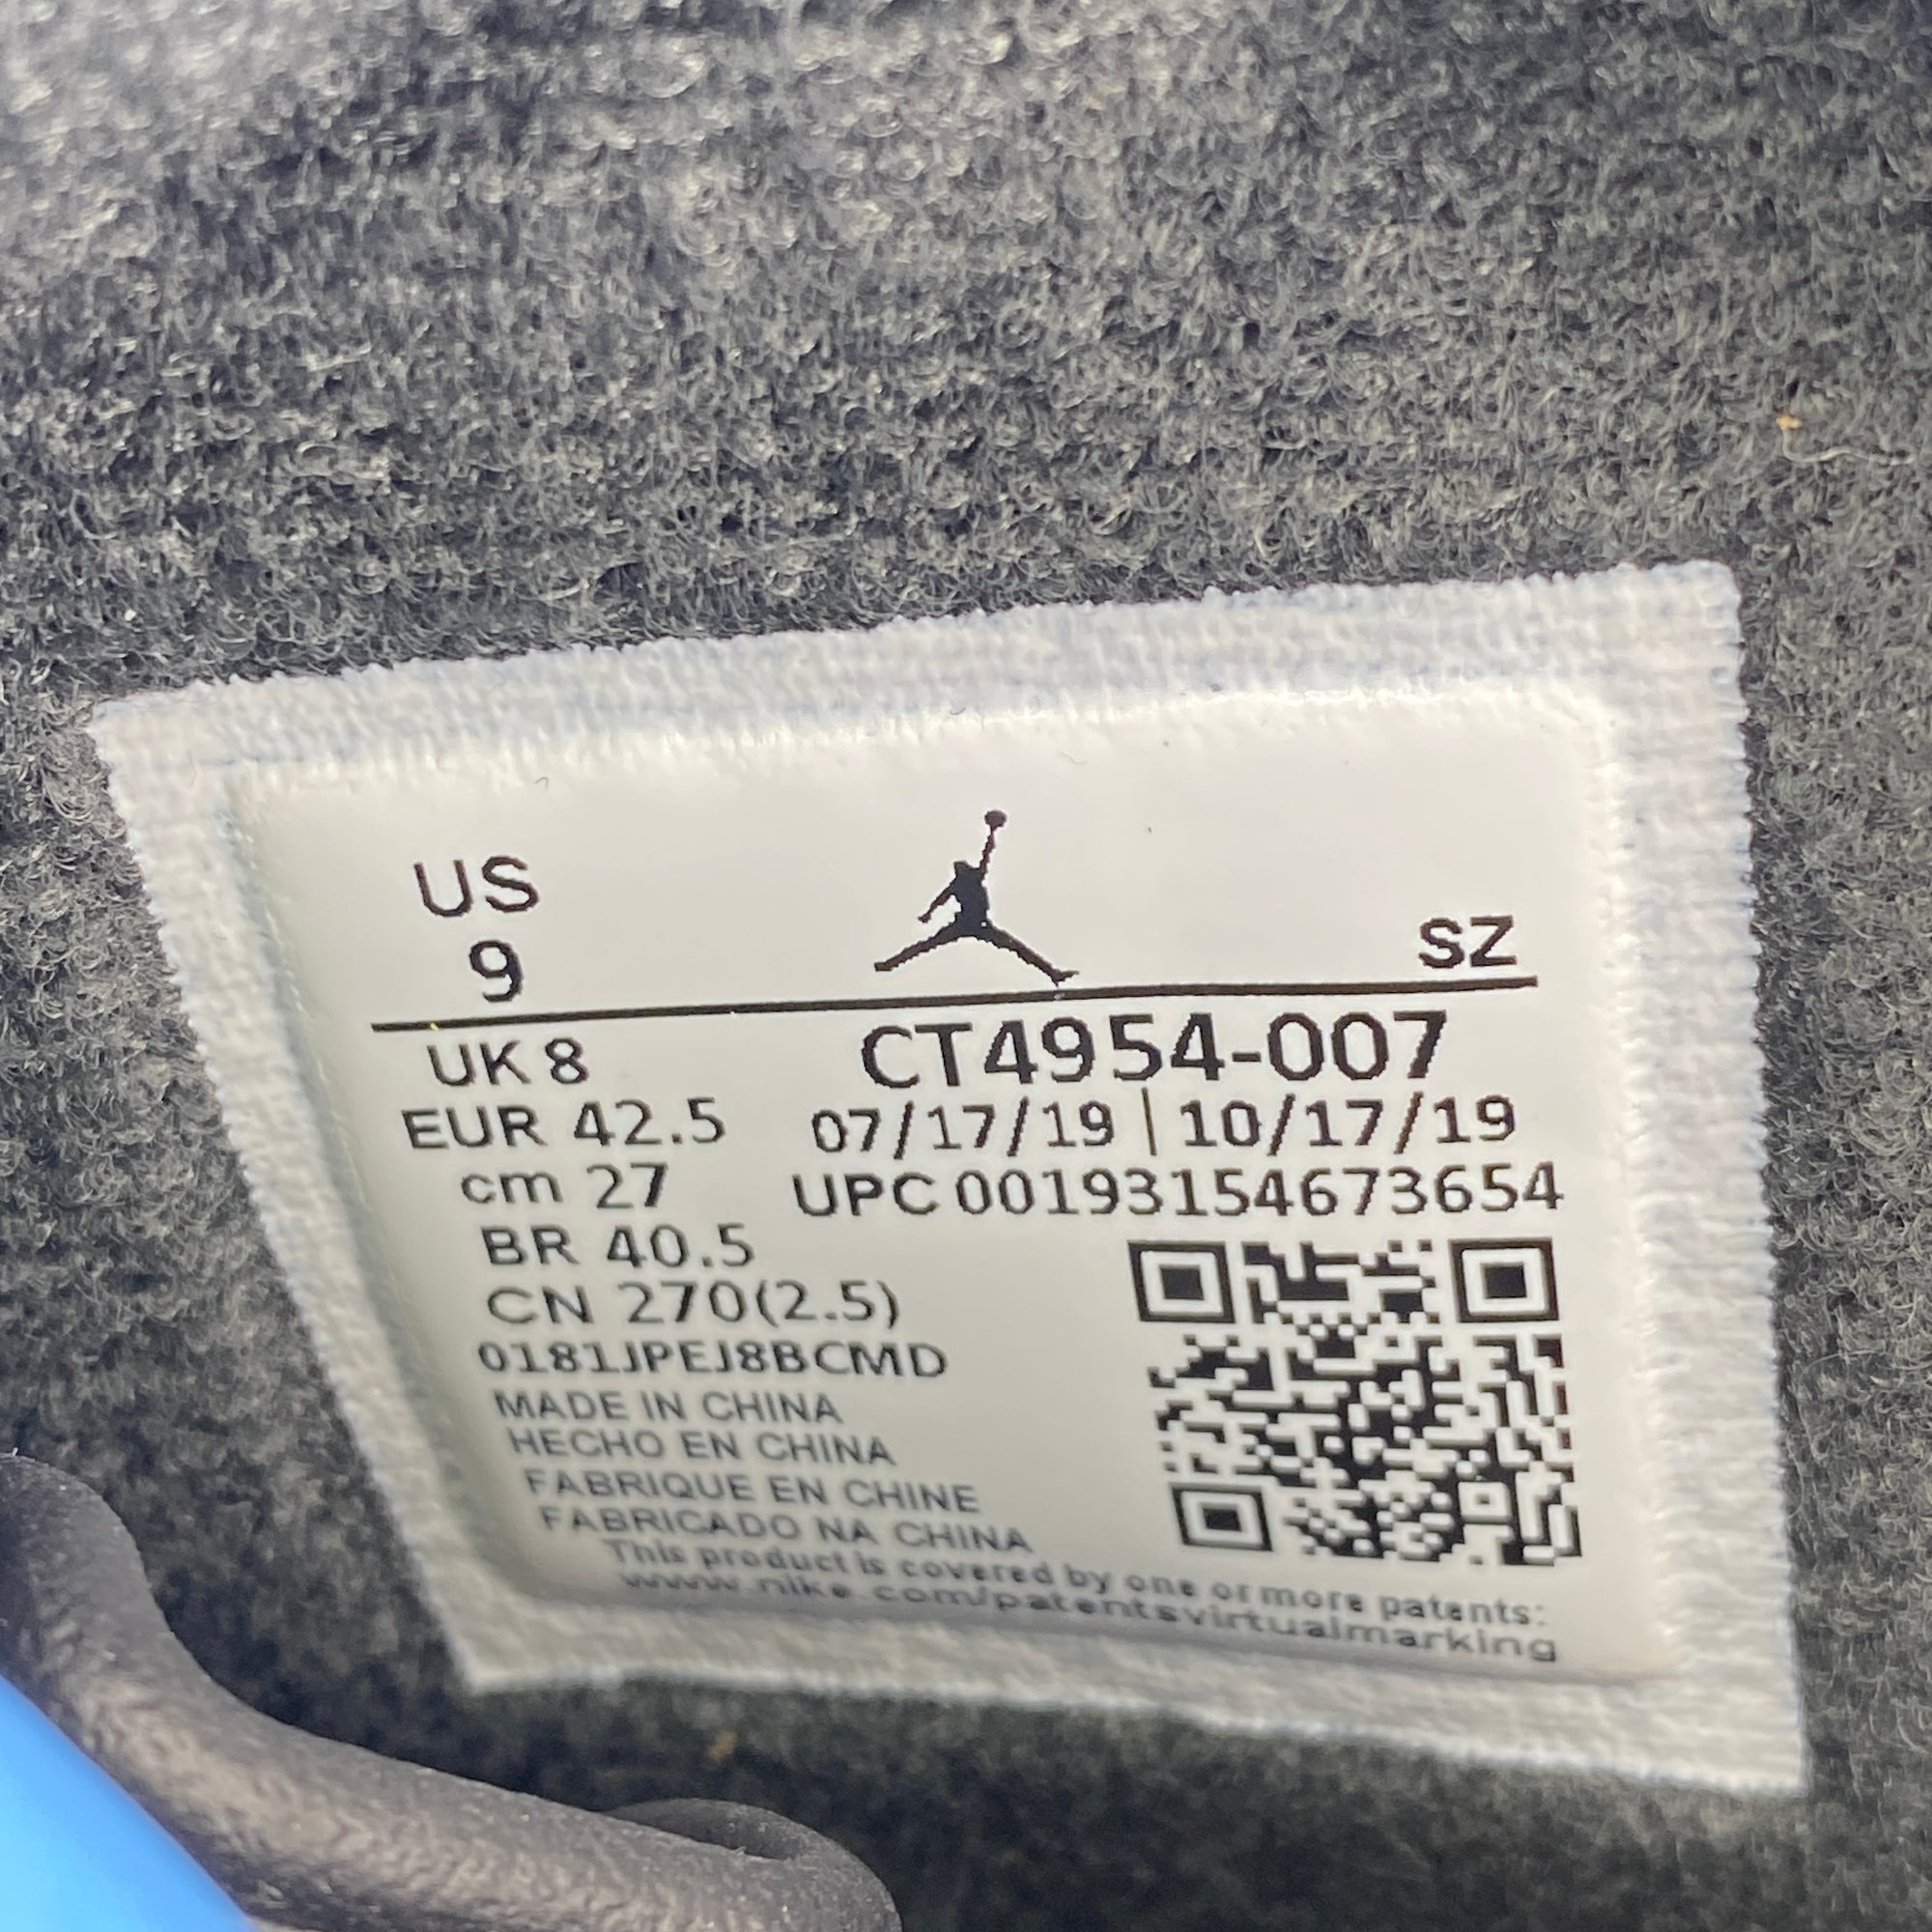 US
9
SZ
UK 8
CT4954-007
EUR 42.5
07/17/19 | 10/17/19
cm 27
UPC 00193154673654
BR 40.5
CN 270(2.5)
0181JPEJ8BCMD
MADE IN CHINA
HECHO EN CHINA
FABRIQUE EN CHINE
FABRICADO NA CHINA
This product is covered by one or more patents:
www.nike.com/patentsvirtualmarking